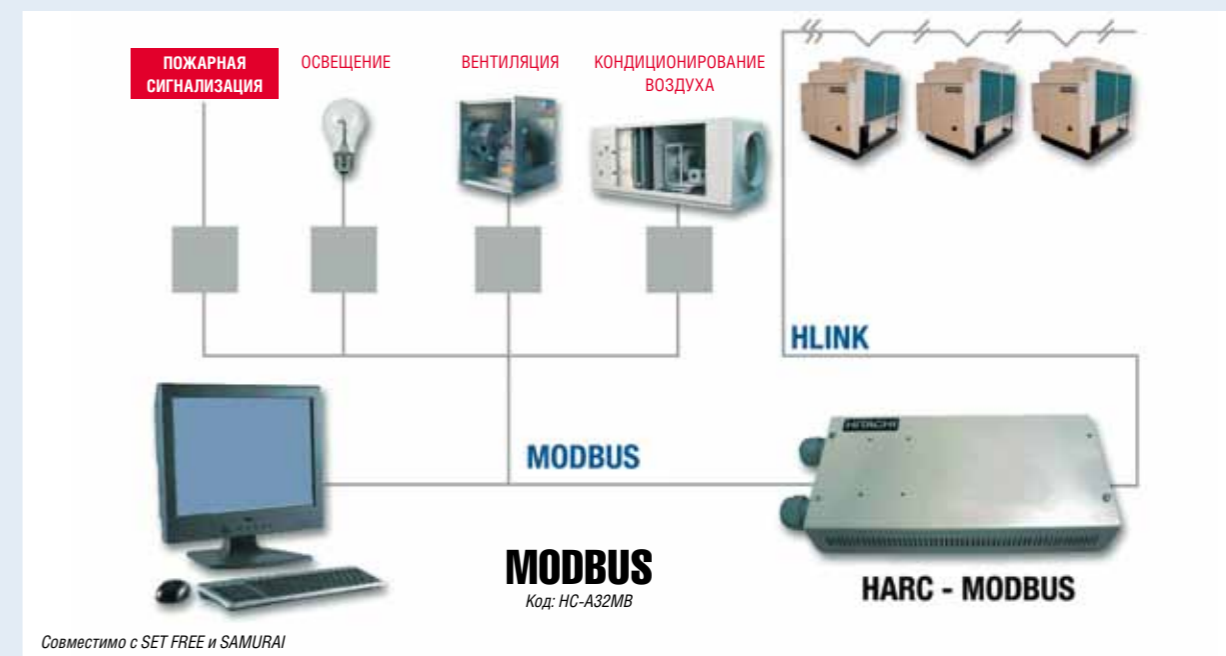 ПОЖАРНАЯ
СИГНАЛИЗАЦИЯ
ОСВЕЩЕНИЕ
ВЕНТИЛЯЦИЯ
КОНДИЦИОНИРОВАНИЕ
ВОЗДУХА
HLINK
HITACHI
MODBUS
MODBUS
Код: HC-A32MB
HARC - MODBUS
Совместимо с SET FREE и SAMURAI